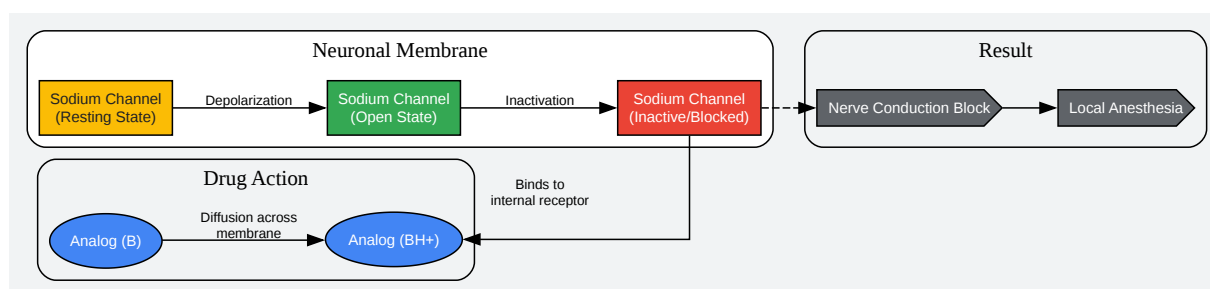 Neuronal Membrane
Sodium Channel
(Resting State)
Depolarization
Sodium Channel
(Open State)
Inactivation
Sodium Channel
(Inactive/Blocked)
Result
Nerve Conduction Block
Local Anesthesia
Drug Action
Analog (B)
Diffusion across
membrane
Analog (BH+)
Binds to
internal receptor